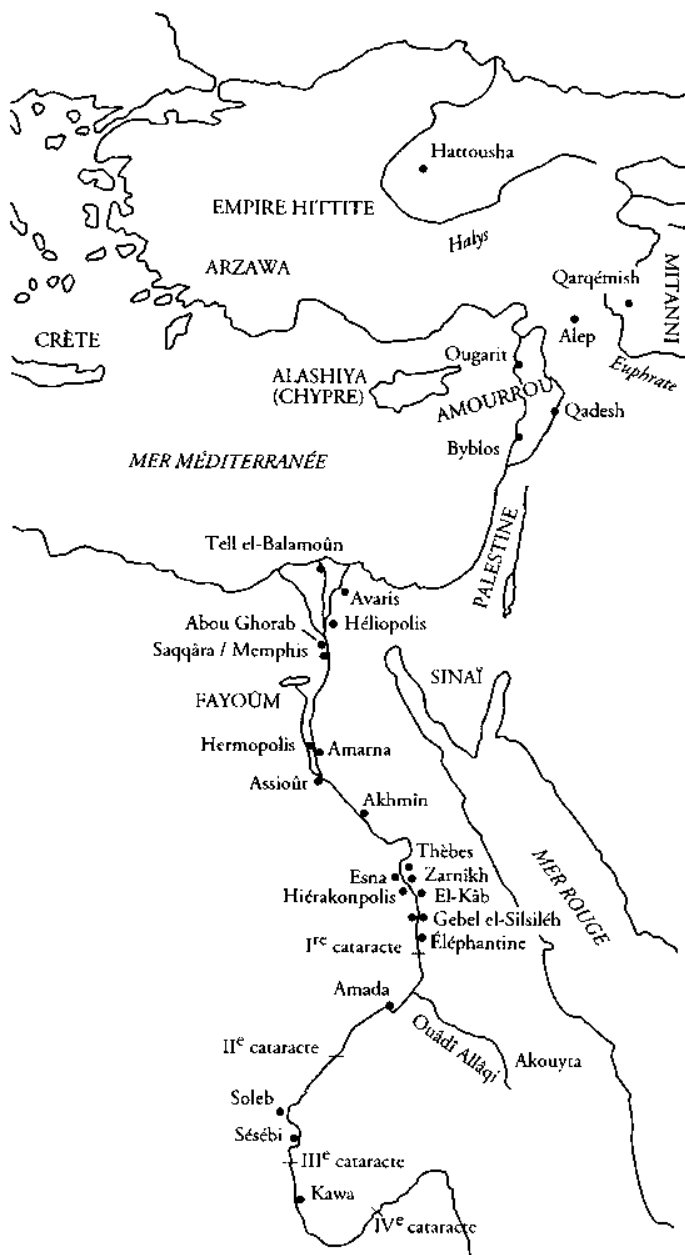 Hattousha
EMPIRE HITTITE
Halys
ARZAWA
MITANNI
Qarqémish
CRÈTE
Alep
Euphrate
Ougarit
ALASHIYA
(CHYPRE)
AMOURROU
Qadesh
Byblos
MER MÉDITERRANÉE
PALESTINE
Tell el-Balamoûn
Avaris
Abou Ghorab
Héliopolis
Saqqâra / Memphis
SINAÏ
FAYOÛM
Hermopolis
Amarna
Assioût
Akhmîn
Thèbes
Esna
Zarnikh
Hiérakonpolis
El-Kâb
MER ROUGE
Gebel el-Silsiléh
Éléphantine
Ire cataracte
Amada
Ouâdi Allâqi
IIe cataracte
Akouyta
Soleb
Sésébi
IIIe cataracte
Kawa
IVe cataracte